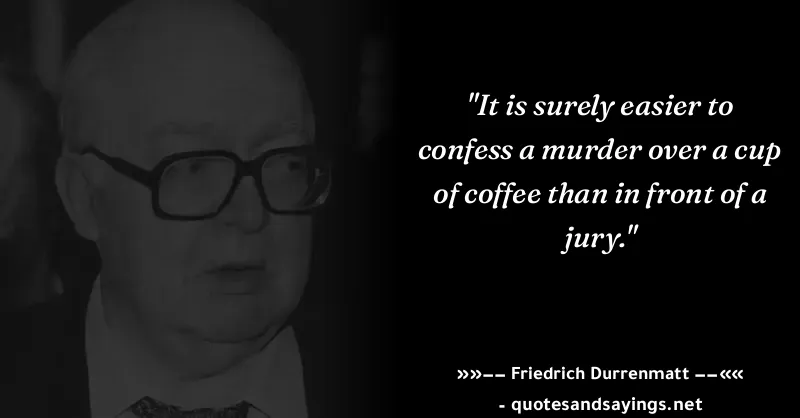 "It is surely easier to
confess a murder over a cup
of coffee than in front of a
jury."
»»–– Friedrich Durrenmatt ––««
- quotesandsayings.net